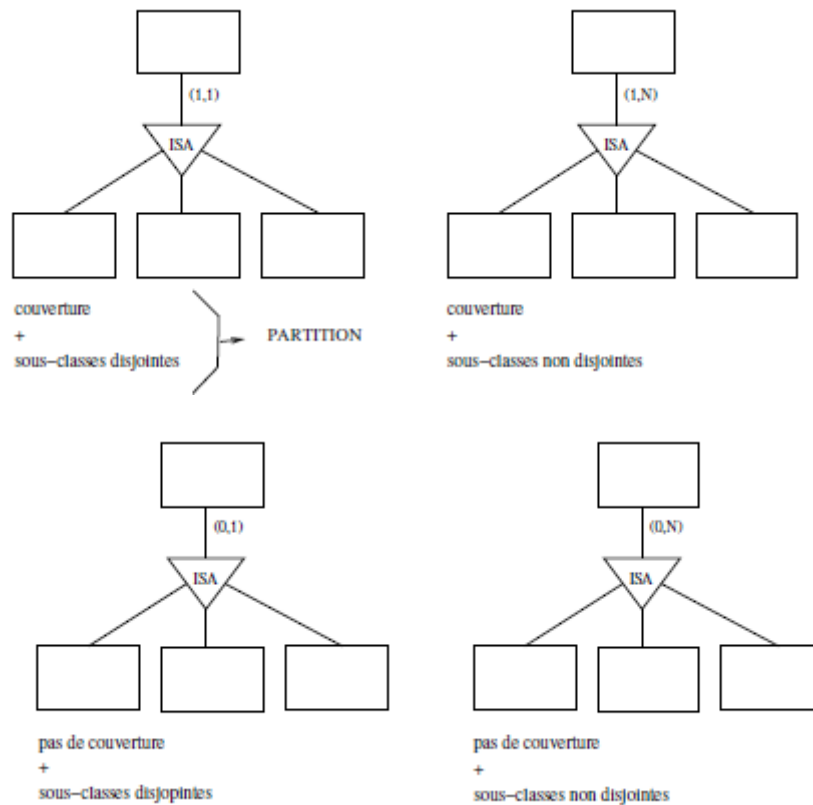 (1,1)
ISA
couverture
+
sous-classes disjointes
PARTITION
(1,N)
ISA
couverture
+
sous-classes non disjointes
(0,1)
ISA
pas de couverture
+
sous-classes disjopintes
(0,N)
ISA
pas de couverture
+
sous-classes non disjointes